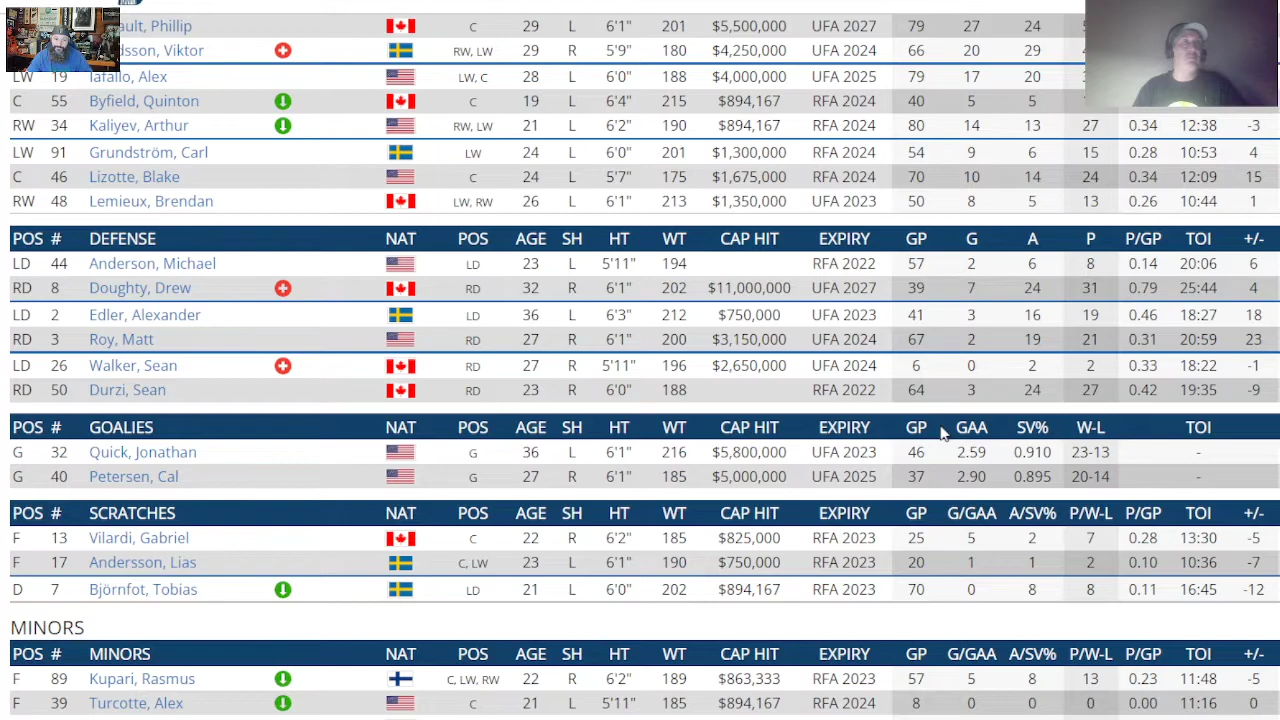 ault, Phillip C 29 L 6'1" 201 $5,500,000 UFA 2027 79 27 24
dsson, Viktor RW, LW 29 R 5'9" 180 $4,250,000 UFA 2024 66 20 29
LW 19 Iafallo, Alex LW, C 28 L 6'0" 188 $4,000,000 UFA 2025 79 17 20
C 55 Byfield, Quinton C 19 L 6'4" 215 $894,167 RFA 2024 40 5 5
RW 34 Kaliyev, Arthur RW, LW 21 L 6'2" 190 $894,167 RFA 2024 80 14 13 27 0.34 12:38 -3
LW 91 Grundström, Carl LW 24 L 6'0" 201 $1,300,000 RFA 2024 54 9 6 15 0.28 10:53 4
C 46 Lizotte, Blake C 24 L 5'7" 175 $1,675,000 RFA 2024 70 10 14 24 0.34 12:09 15
RW 48 Lemieux, Brendan LW, RW 26 L 6'1" 213 $1,350,000 UFA 2023 50 8 5 13 0.26 10:44 1
POS # DEFENSE NAT POS AGE SH HT WT CAP HIT EXPIRY GP G A P P/GP TOI +/-
LD 44 Anderson, Michael LD 23 L 5'11" 194 RFA 2022 57 2 6 8 0.14 20:06 6
RD 8 Doughty, Drew RD 32 R 6'1" 202 $11,000,000 UFA 2027 39 7 24 31 0.79 25:44 4
LD 2 Edler, Alexander LD 36 L 6'3" 212 $750,000 UFA 2023 41 3 16 19 0.46 18:27 18
RD 3 Roy, Matt RD 27 R 6'1" 200 $3,150,000 UFA 2024 67 2 19 21 0.31 20:59 23
LD 26 Walker, Sean RD 27 R 5'11" 196 $2,650,000 UFA 2024 6 0 2 2 0.33 18:22 -1
RD 50 Durzi, Sean RD 23 R 6'0" 188 RFA 2022 64 3 24 27 0.42 19:35 -9
POS # GOALIES NAT POS AGE SH HT WT CAP HIT EXPIRY GP GAA SV% W-L TOI
G 32 Quick, Jonathan G 36 L 6'1" 216 $5,800,000 UFA 2023 46 2.59 0.910 23-13 -
G 40 Petersen, Cal G 27 R 6'1" 185 $5,000,000 UFA 2025 37 2.90 0.895 20-14 -
POS # SCRATCHES NAT POS AGE SH HT WT CAP HIT EXPIRY GP G/GAA A/SV% P/W-L P/GP TOI +/-
F 13 Vilardi, Gabriel C 22 R 6'2" 185 $825,000 RFA 2023 25 5 2 7 0.28 13:30 -5
F 17 Andersson, Lias C, LW 23 L 6'1" 190 $750,000 RFA 2023 20 1 1 2 0.10 10:36 -7
D 7 Björnfot, Tobias LD 21 L 6'0" 202 $894,167 RFA 2023 70 0 8 8 0.11 16:45 -12
MINORS
POS # MINORS NAT POS AGE SH HT WT CAP HIT EXPIRY GP G/GAA A/SV% P/W-L P/GP TOI +/-
F 89 Kupari, Rasmus C, LW, RW 22 R 6'2" 189 $863,333 RFA 2023 57 5 8 13 0.23 11:48 -5
F 39 Turcotte, Alex C 21 L 5'11" 185 $894,167 RFA 2024 8 0 0 0 0.00 11:16 0